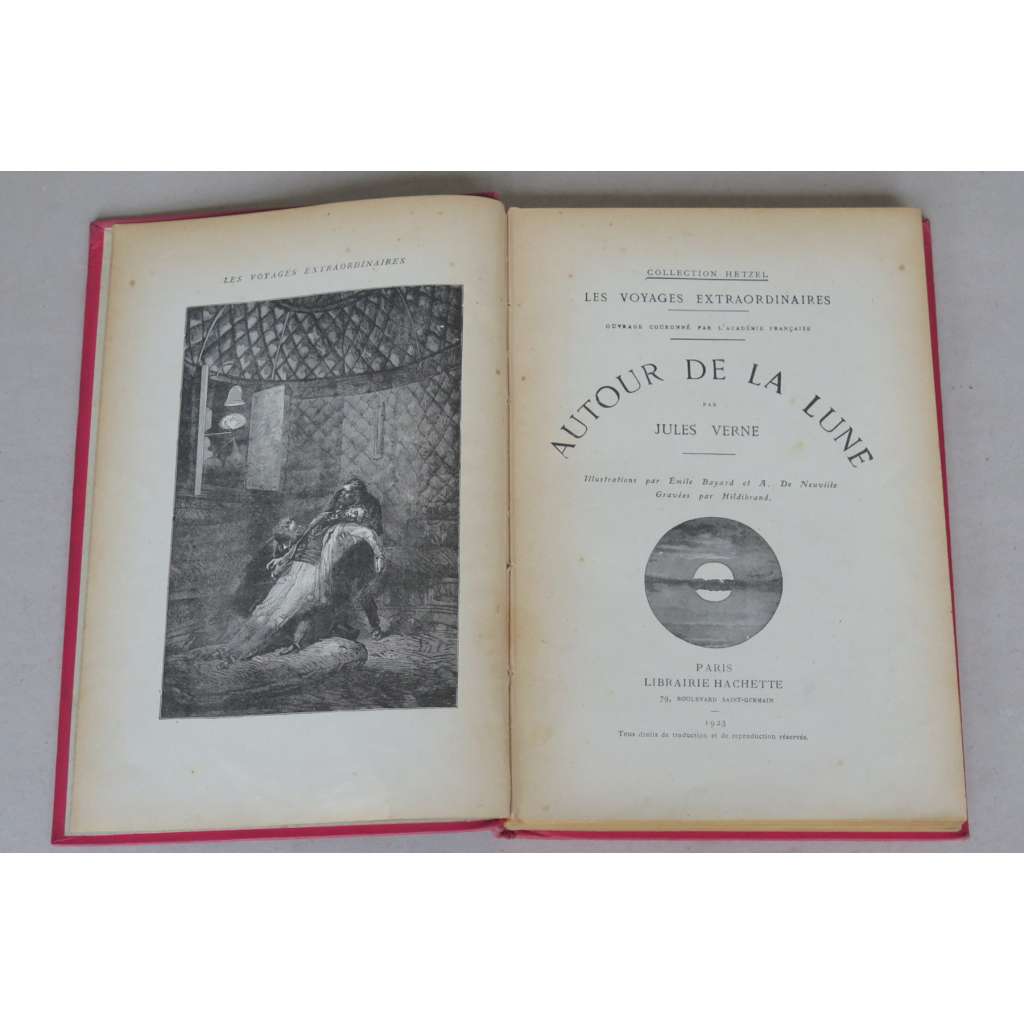 LES VOYAGES EXTRAORDINAIRES
COLLECTION HETZEL
LES VOYAGES EXTRAORDINAIRES
OUVRAGE COURONNÉ PAR L'ACADÉMIE FRANÇAISE
AUTOUR DE LA LUNE
PAR
JULES VERNE
Illustrations par Émile Bayard et A. De Neuville
Gravées par Hildibrand.
PARIS
LIBRAIRIE HACHETTE
79, BOULEVARD SAINT-GERMAIN
1923
Tous droits de traduction et de reproduction réservés.